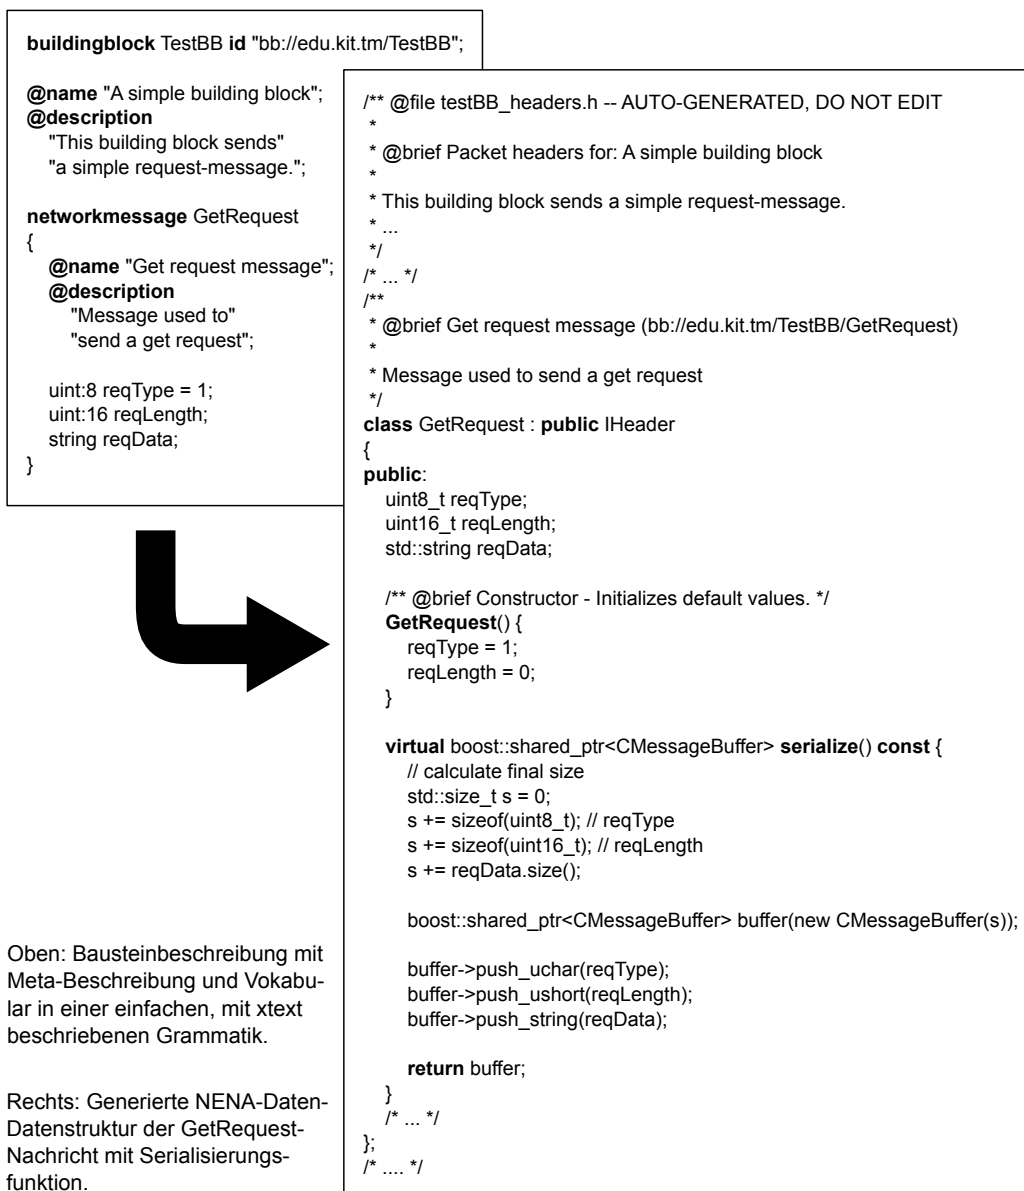 buildingblock TestBB id "bb://edu.kit.tm/TestBB";
@name "A simple building block";
@description
"This building block sends"
"a simple request-message.";
networkmessage GetRequest
{
@name "Get request message";
@description
"Message used to"
"send a get request";
uint:8 reqType = 1;
uint:16 reqLength;
string reqData;
}
/** @file testBB_headers.h -- AUTO-GENERATED, DO NOT EDIT
*
* @brief Packet headers for: A simple building block
*
* This building block sends a simple request-message.
* ...
*/
/* ... */
/**
* @brief Get request message (bb://edu.kit.tm/TestBB/GetRequest)
*
* Message used to send a get request
*/
class GetRequest : public IHeader
{
public:
uint8_t reqType;
uint16_t reqLength;
std::string reqData;
/** @brief Constructor - Initializes default values. */
GetRequest() {
reqType = 1;
reqLength = 0;
}
virtual boost::shared_ptr<CMessageBuffer> serialize() const {
// calculate final size
std::size_t s = 0;
s += sizeof(uint8_t); // reqType
s += sizeof(uint16_t); // reqLength
s += reqData.size();
boost::shared_ptr<CMessageBuffer> buffer(new CMessageBuffer(s));
buffer->push_uchar(reqType);
buffer->push_ushort(reqLength);
buffer->push_string(reqData);
return buffer;
}
/* ... */
};
/* .... */
Oben: Bausteinbeschreibung mit
Meta-Beschreibung und Vokabu-
lar in einer einfachen, mit xtext
beschriebenen Grammatik.
Rechts: Generierte NENA-Daten-
Datenstruktur der GetRequest-
Nachricht mit Serialisierungs-
funktion.